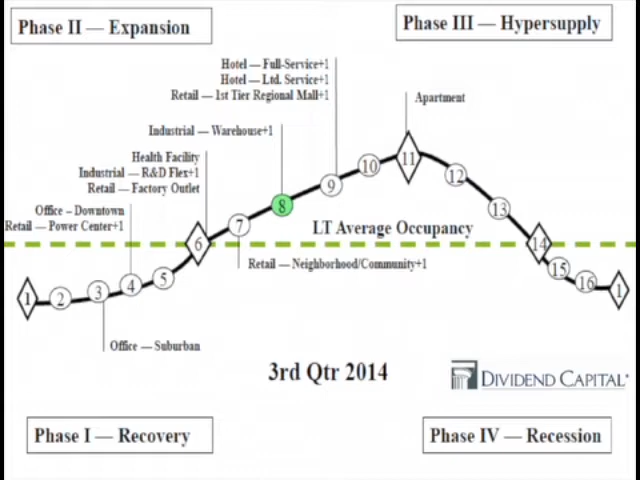 Phase II — Expansion
Phase III — Hypersupply
Hotel — Full-Service+1
Hotel — Ltd. Service+1
Retail — 1st Tier Regional Mall+1
Apartment
Industrial — Warehouse+1
Health Facility
Industrial — R&D Flex+1
Retail — Factory Outlet
Office – Downtown
Retail — Power Center+1
LT Average Occupancy
Retail — Neighborhood/Community+1
1
2
3
4
5
6
7
8
9
10
11
12
13
14
15
16
1
Office — Suburban
3rd Qtr 2014
DIVIDEND CAPITAL
Phase I — Recovery
Phase IV — Recession